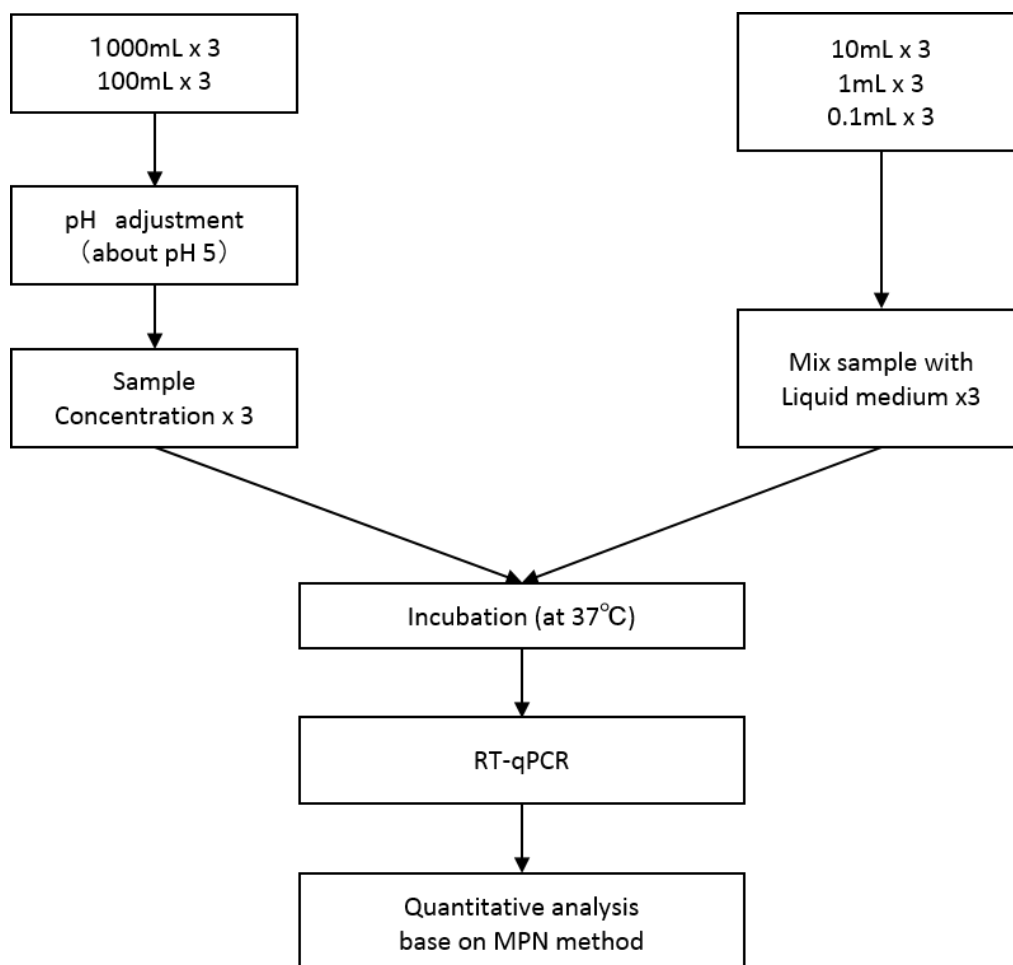 1000mL x 3
100mL x 3
pH adjustment
（about pH 5）
Sample
Concentration x 3
10mL x 3
1mL x 3
0.1mL x 3
Mix sample with
Liquid medium x3
Incubation (at 37℃)
RT-qPCR
Quantitative analysis
base on MPN method